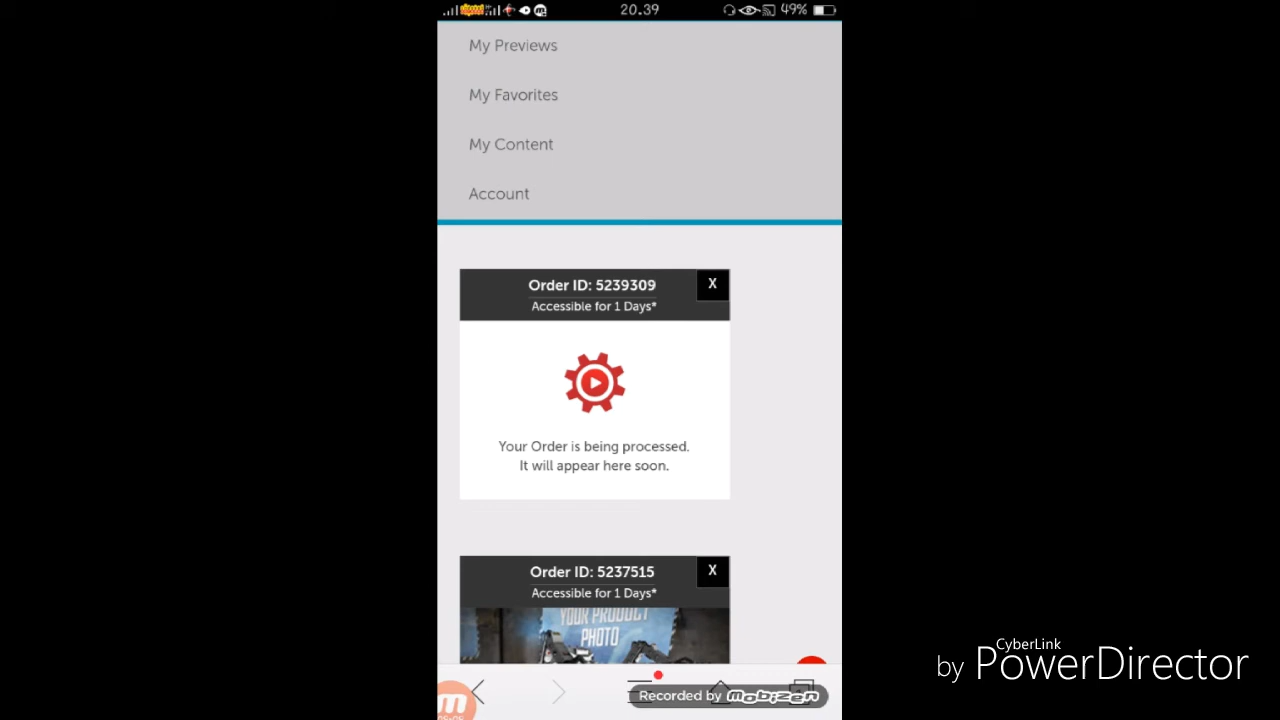 20.39
49%
My Previews
My Favorites
My Content
Account
Order ID: 5239309
X
Accessible for 1 Days*
Your Order is being processed.
It will appear here soon.
Order ID: 5237515
X
Accessible for 1 Days*
YOUR PRODUCT
PHOTO
Recorded by mobizen
CyberLink
by PowerDirector